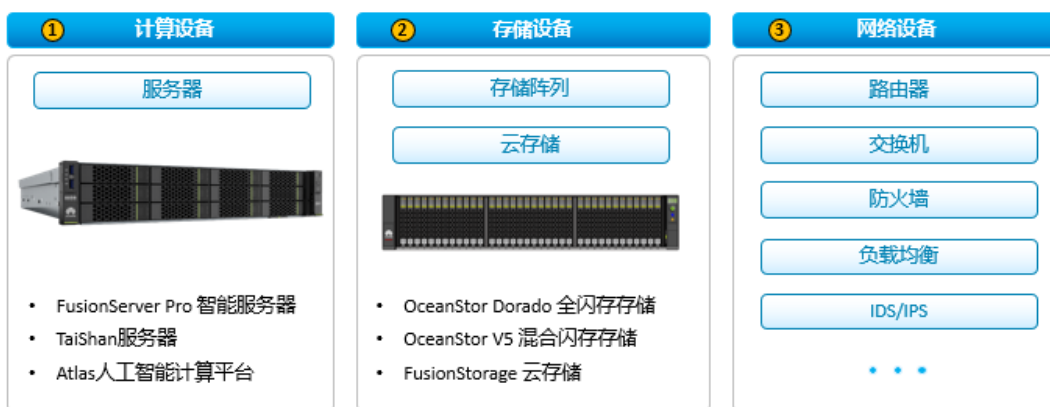 ① 计算设备
服务器
• FusionServer Pro 智能服务器
• TaiShan服务器
• Atlas人工智能计算平台
② 存储设备
存储阵列
云存储
• OceanStor Dorado 全闪存存储
• OceanStor V5 混合闪存存储
• FusionStorage 云存储
③ 网络设备
路由器
交换机
防火墙
负载均衡
IDS/IPS
• • •